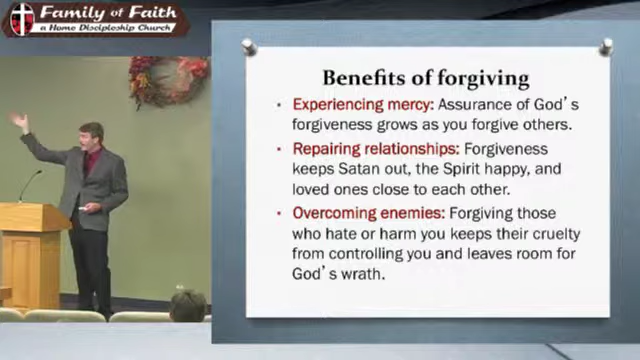 Family of Faith
a Home Discipleship Church
Benefits of forgiving
• Experiencing mercy: Assurance of God's
forgiveness grows as you forgive others.
• Repairing relationships: Forgiveness
keeps Satan out, the Spirit happy, and
loved ones close to each other.
• Overcoming enemies: Forgiving those
who hate or harm you keeps their cruelty
from controlling you and leaves room for
God's wrath.